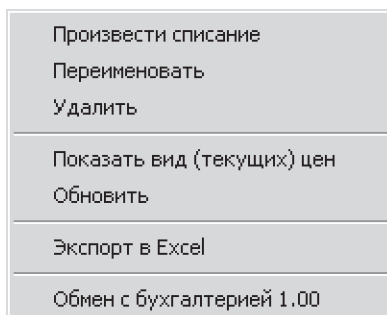 Произвести списание
Переименовать
Удалить
Показать вид (текущих) цен
Обновить
Экспорт в Excel
Обмен с бухгалтерией 1.00